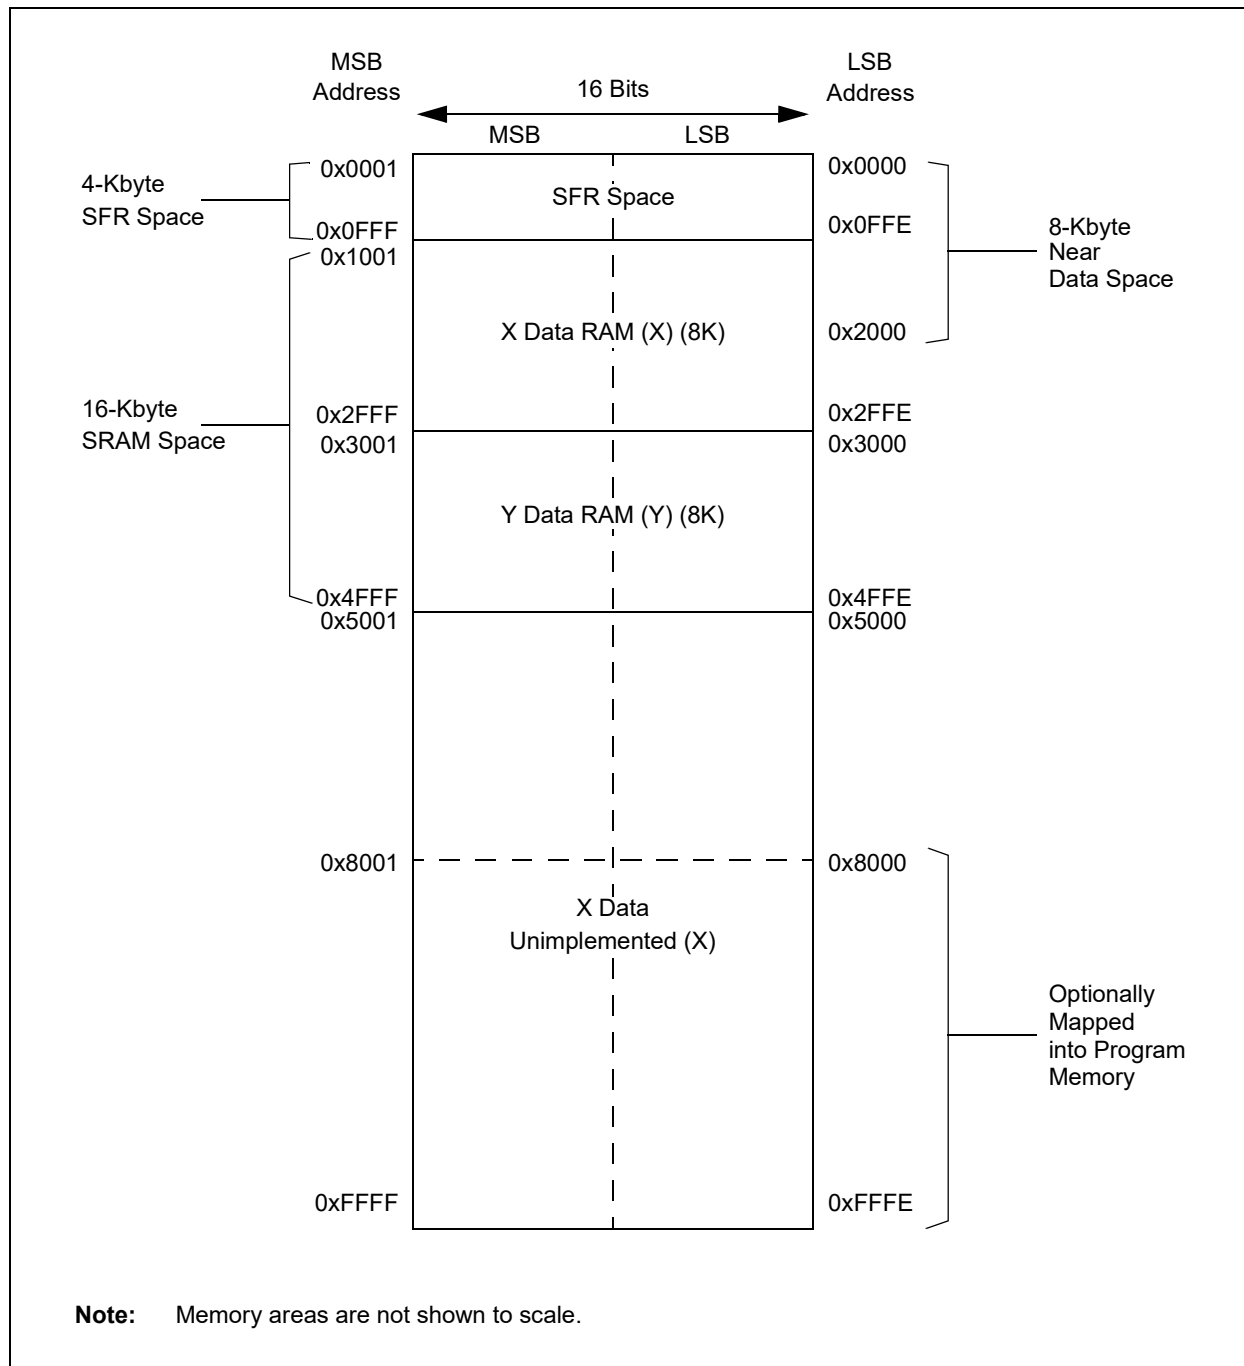 MSB
Address
LSB
Address
16 Bits
MSB
LSB
0x0001
0x0000
4-Kbyte
SFR Space
SFR Space
0x0FFF
0x0FFE
0x1001
8-Kbyte
Near
Data Space
X Data RAM (X) (8K)
0x2000
16-Kbyte
SRAM Space
0x2FFF
0x2FFE
0x3001
0x3000
Y Data RAM (Y) (8K)
0x4FFF
0x4FFE
0x5001
0x5000
0x8001
0x8000
X Data
Unimplemented (X)
Optionally
Mapped
into Program
Memory
0xFFFF
0xFFFE
Note: Memory areas are not shown to scale.